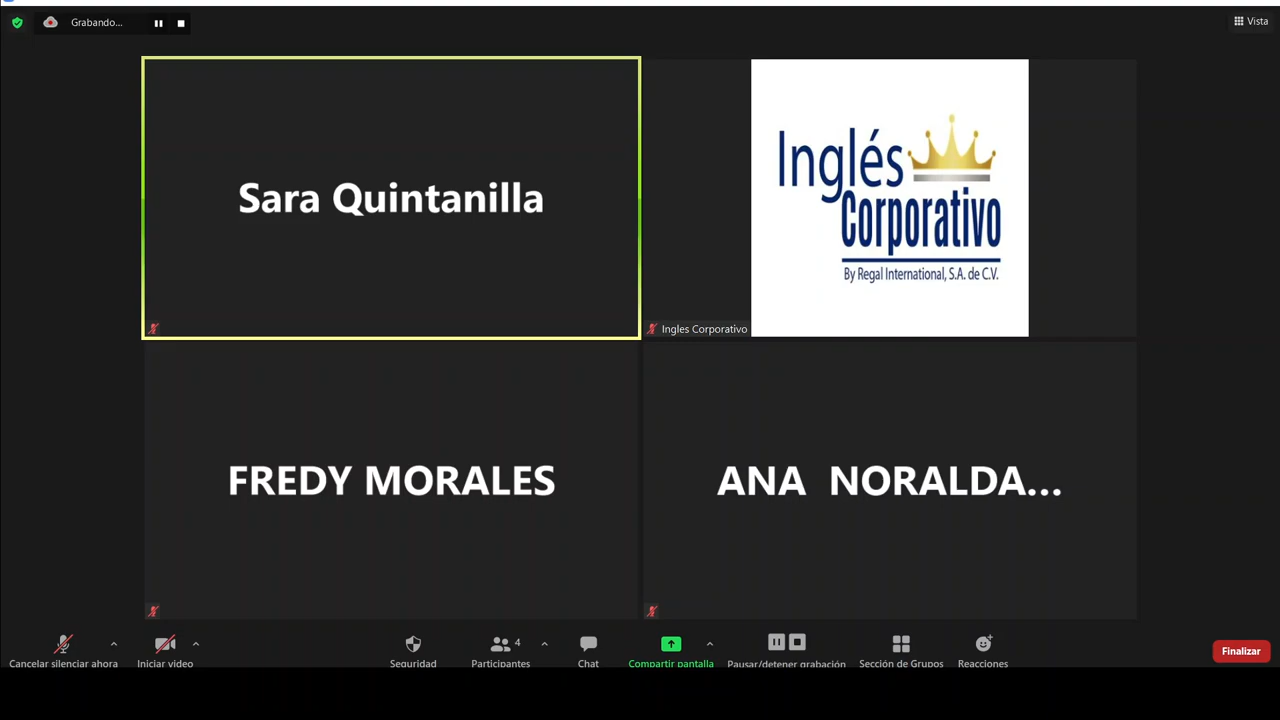 Grabando...
Vista
Sara Quintanilla
Inglés
Corporativo
By Regal International, S.A. de C.V.
Ingles Corporativo
FREDY MORALES
ANA NORALDA...
4
Cancelar silenciar ahora
Iniciar video
Seguridad
Participantes
Chat
Compartir pantalla
Pausar/detener grabación
Sección de Grupos
Reacciones
Finalizar